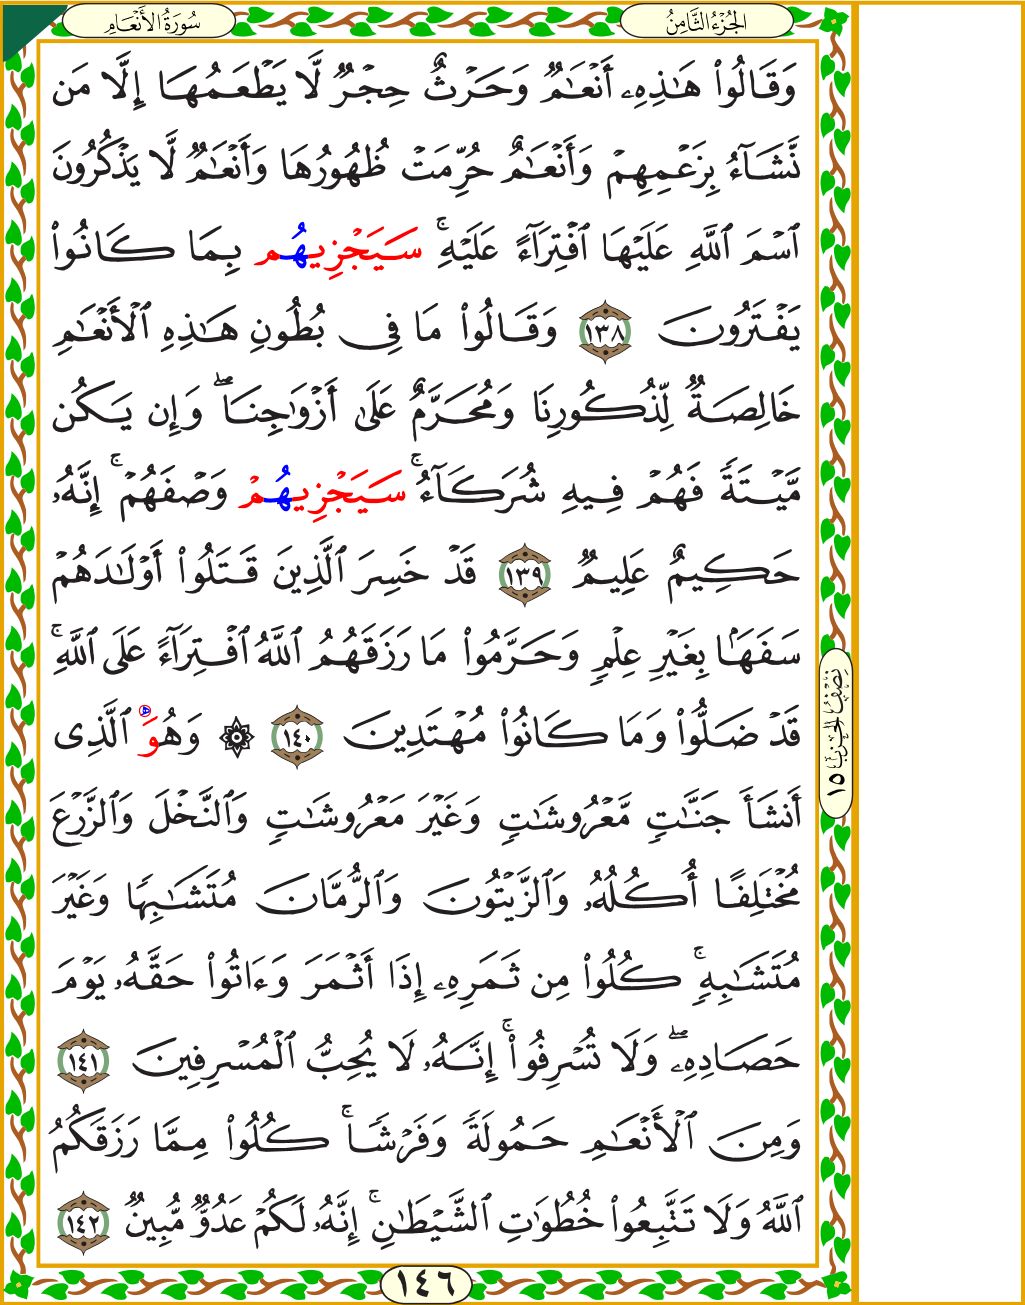 الجُزْءُ الثَّامِنُ
سُورَةُ الأَنْعَامِ
وَقَالُوا۟ هَـٰذِهِۦٓ أَنْعَـٰمٌۭ وَحَرْثٌ حِجْرٌۭ لَّا يَطْعَمُهَآ إِلَّا مَن
نَّشَآءُ بِزَعْمِهِمْ وَأَنْعَـٰمٌ حُرِّمَتْ ظُهُورُهَا وَأَنْعَـٰمٌۭ لَّا يَذْكُرُونَ
ٱسْمَ ٱللَّهِ عَلَيْهَا ٱفْتِرَآءً عَلَيْهِ ۚ سَيَجْزِيهُم بِمَا كَانُوا۟
يَفْتَرُونَ ١٣٨ وَقَالُوا۟ مَا فِى بُطُونِ هَـٰذِهِ ٱلْأَنْعَـٰمِ
خَالِصَةٌۭ لِّذُكُورِنَا وَمُحَرَّمٌ عَلَىٰٓ أَزْوَٰجِنَا ۖ وَإِن يَكُن
مَّيْتَةًۭ فَهُمْ فِيهِ شُرَكَآءُ ۚ سَيَجْزِيهُمْ وَصْفَهُمْ ۚ إِنَّهُۥ
حَكِيمٌ عَلِيمٌۭ ١٣٩ قَدْ خَسِرَ ٱلَّذِينَ قَتَلُوٓا۟ أَوْلَـٰدَهُمْ
سَفَهًۢا بِغَيْرِ عِلْمٍۢ وَحَرَّمُوا۟ مَا رَزَقَهُمُ ٱللَّهُ ٱفْتِرَآءً عَلَى ٱللَّهِ ۚ
قَدْ ضَلُّوا۟ وَمَا كَانُوا۟ مُهْتَدِينَ ١٤٠ ۞ وَهُوَ ٱلَّذِىٓ
أَنشَأَ جَنَّـٰتٍۢ مَّعْرُوشَـٰتٍۢ وَغَيْرَ مَعْرُوشَـٰتٍۢ وَٱلنَّخْلَ وَٱلزَّرْعَ
مُخْتَلِفًا أُكُلُهُۥ وَٱلزَّيْتُونَ وَٱلرُّمَّانَ مُتَشَـٰبِهًۭا وَغَيْرَ
مُتَشَـٰبِهٍۢ ۚ كُلُوا۟ مِن ثَمَرِهِۦٓ إِذَآ أَثْمَرَ وَءَاتُوا۟ حَقَّهُۥ يَوْمَ
حَصَادِهِۦ ۖ وَلَا تُسْرِفُوٓا۟ ۚ إِنَّهُۥ لَا يُحِبُّ ٱلْمُسْرِفِينَ ١٤١
وَمِنَ ٱلْأَنْعَـٰمِ حَمُولَةًۭ وَفَرْشًۭا ۚ كُلُوا۟ مِمَّا رَزَقَكُمُ
ٱللَّهُ وَلَا تَتَّبِعُوا۟ خُطُوَٰتِ ٱلشَّيْطَـٰنِ ۚ إِنَّهُۥ لَكُمْ عَدُوٌّۭ مُّبِينٌۭ ١٤٢
نِصْفُ الحِزْبِ ١٥
١٤٦